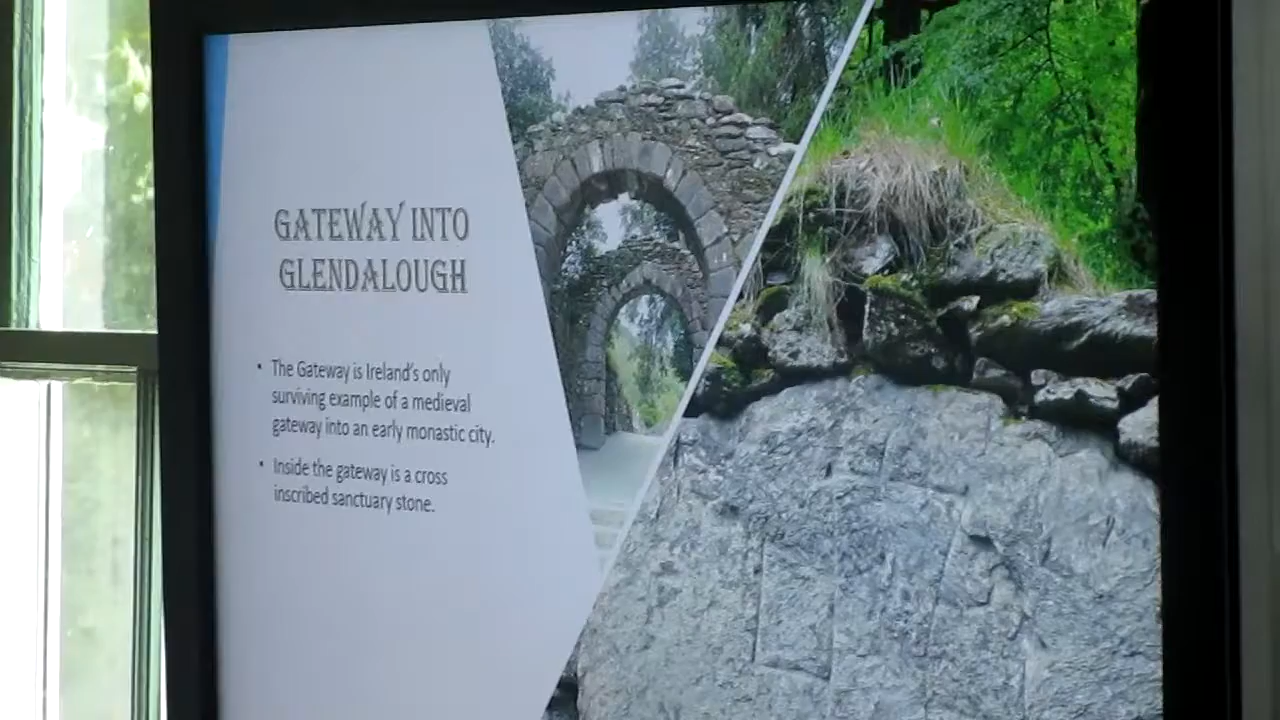 GATEWAY INTO
GLENDALOUGH
• The Gateway is Ireland's only
surviving example of a medieval
gateway into an early monastic city.
• Inside the gateway is a cross
inscribed sanctuary stone.